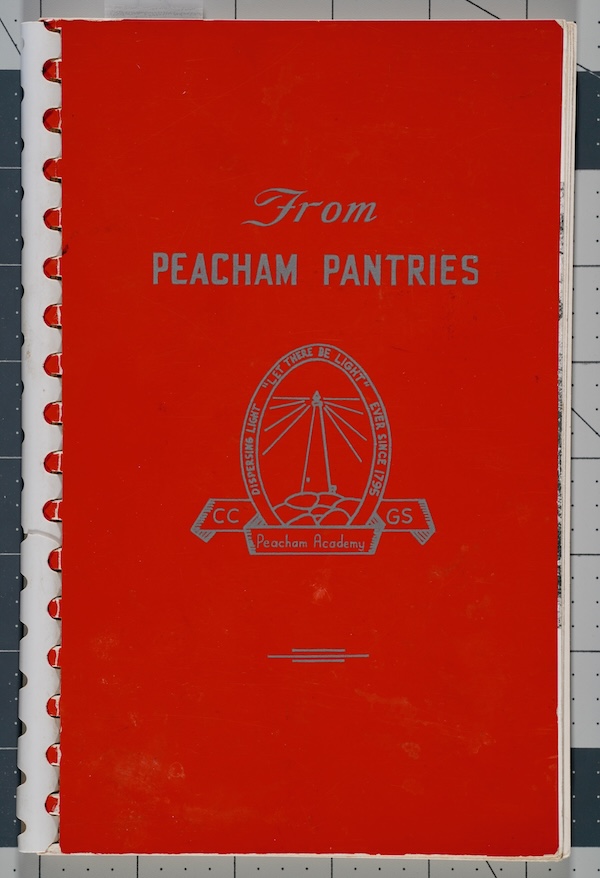 From
PEACHAM PANTRIES
DISPERSING LIGHT "LET THERE BE LIGHT" EVER SINCE 1795
CC GS
Peacham Academy